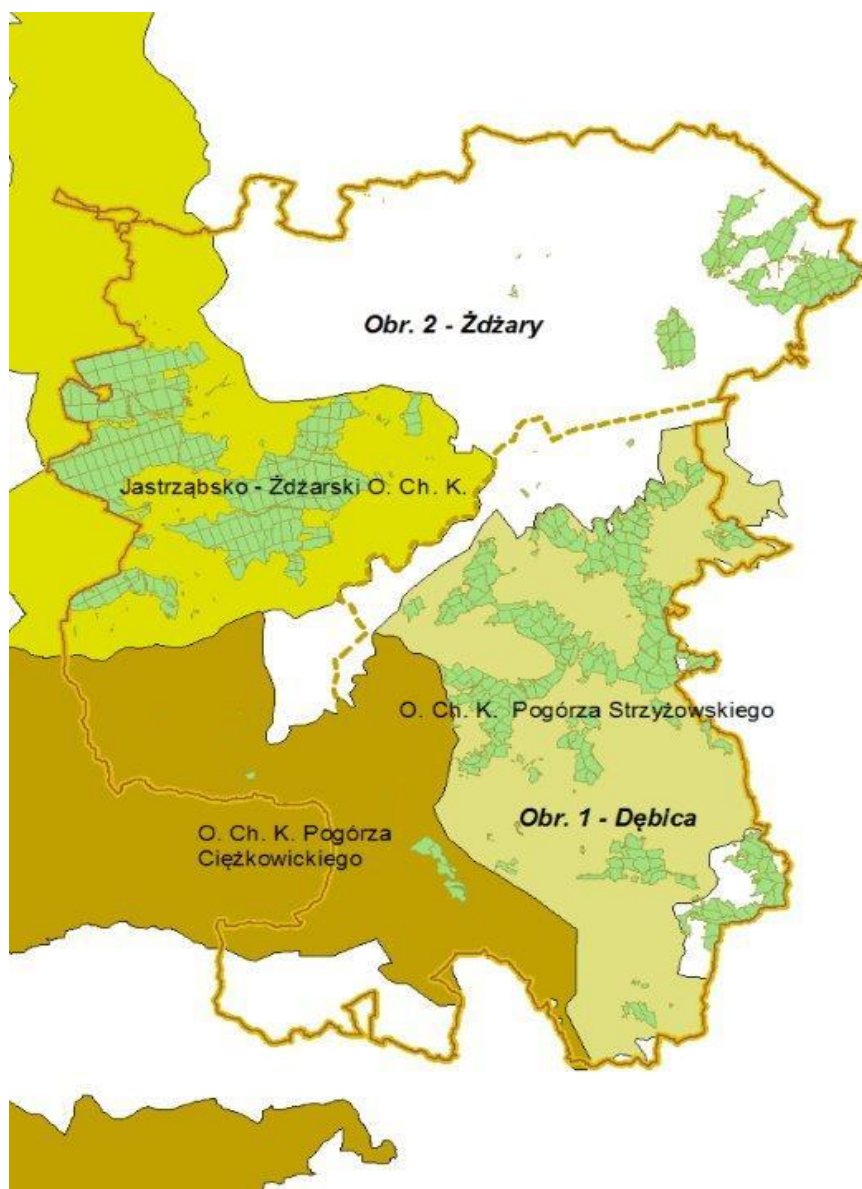 Obr. 2 - Żdżary
Jastrząbsko - Żdżarski O. Ch. K.
O. Ch. K. Pogórza Strzyżowskiego
Obr. 1 - Dębica
O. Ch. K. Pogórza
Ciężkowickiego